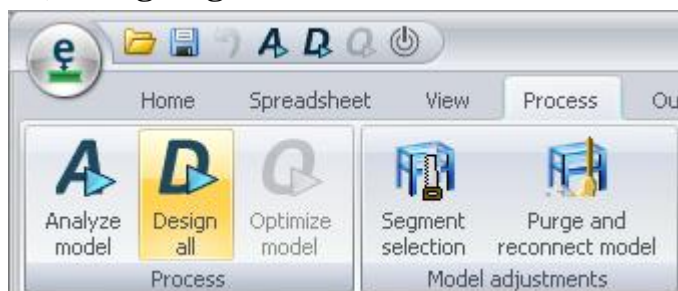 Home Spreadsheet View Process Ou
Analyze Design Optimize Segment Purge and
model all model selection reconnect model
Process Model adjustments